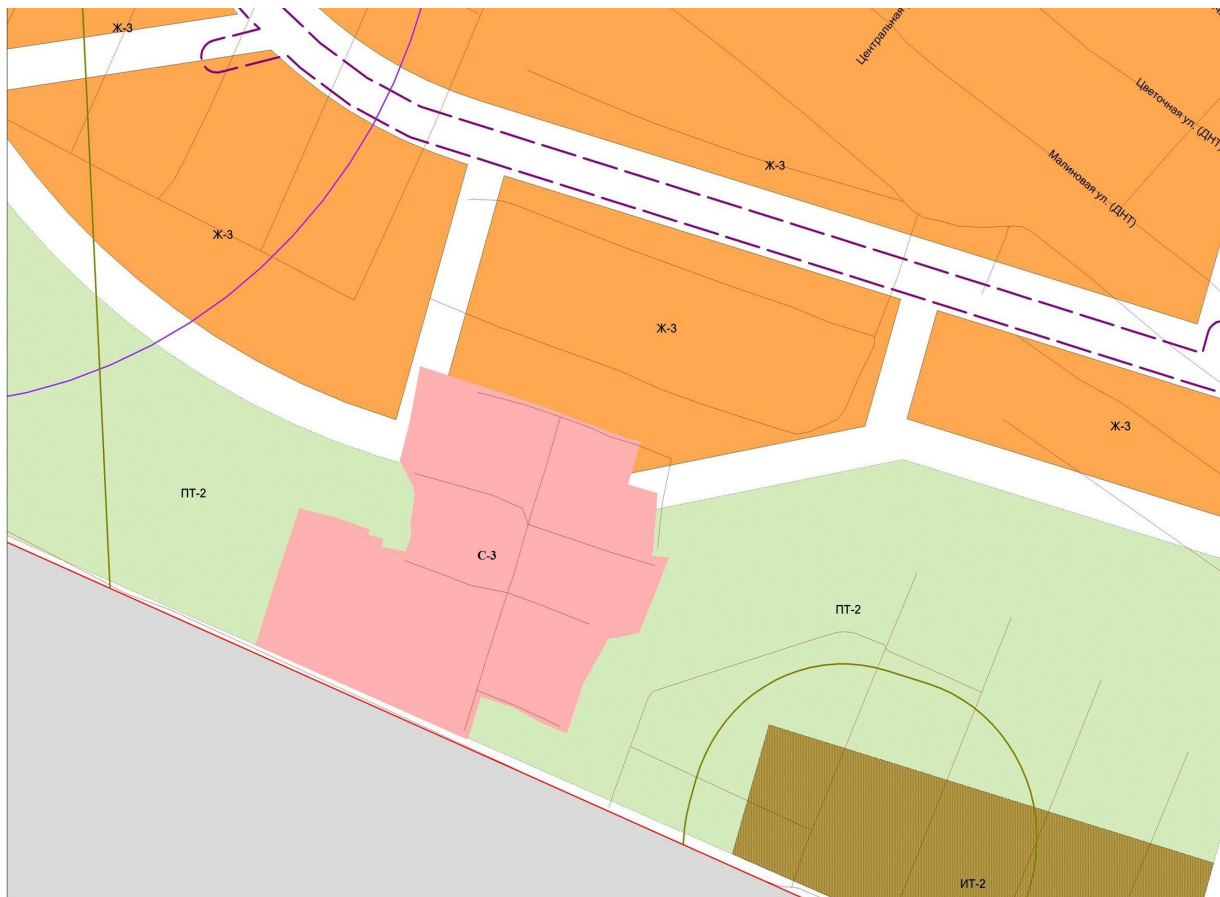 Ж-3
Центральная
Цветочная ул. (ДНТ)
Ж-3
Малиновая ул. (ДНТ)
Ж-3
Ж-3
Ж-3
ПТ-2
С-3
ПТ-2
ИТ-2